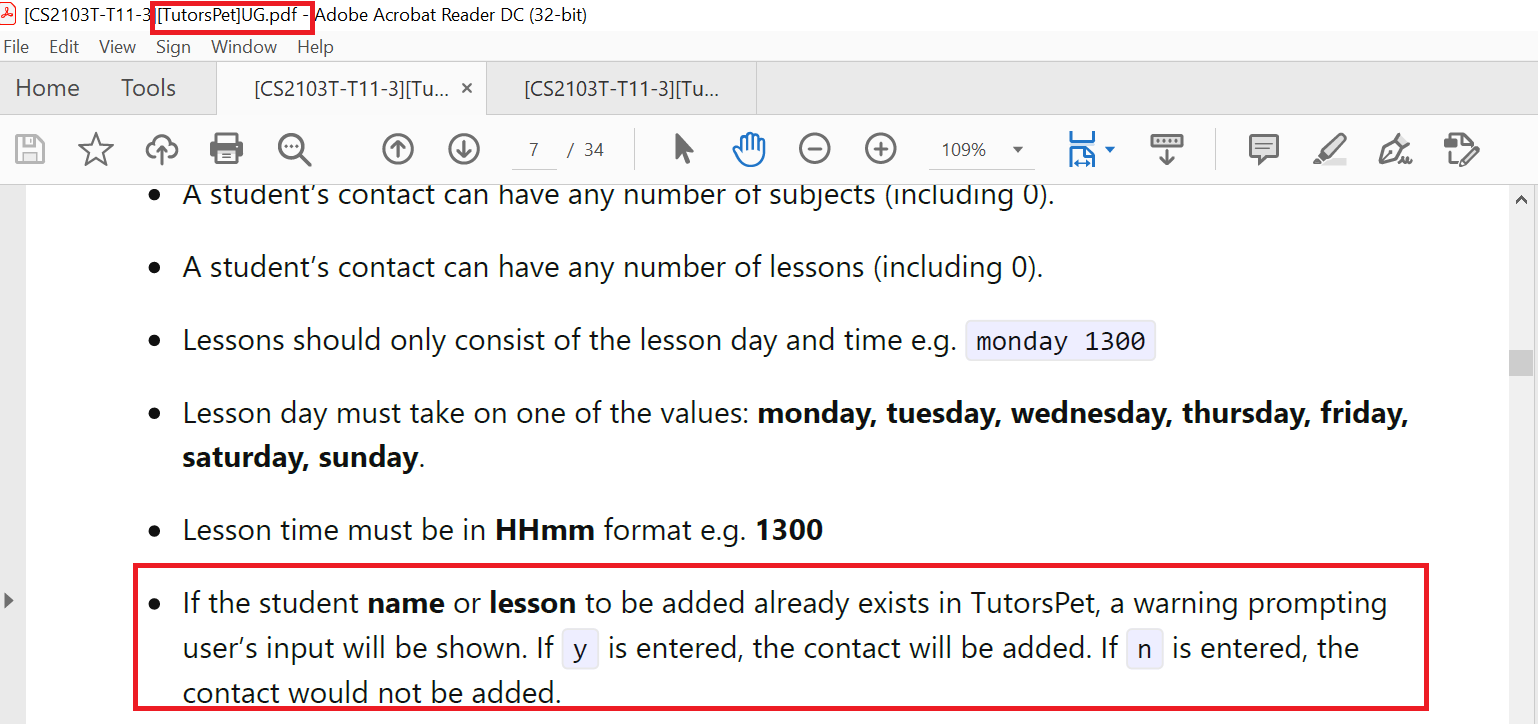 [CS2103T-T11-3][TutorsPet]UG.pdf - Adobe Acrobat Reader DC (32-bit)
File Edit View Sign Window Help
Home Tools [CS2103T-T11-3][Tu... × [CS2103T-T11-3][Tu...
7 / 34 109%
• A student’s contact can have any number of subjects (including 0).
• A student’s contact can have any number of lessons (including 0).
• Lessons should only consist of the lesson day and time e.g. monday 1300
• Lesson day must take on one of the values: monday, tuesday, wednesday, thursday, friday,
saturday, sunday.
• Lesson time must be in HHmm format e.g. 1300
• If the student name or lesson to be added already exists in TutorsPet, a warning prompting
user’s input will be shown. If y is entered, the contact will be added. If n is entered, the
contact would not be added.